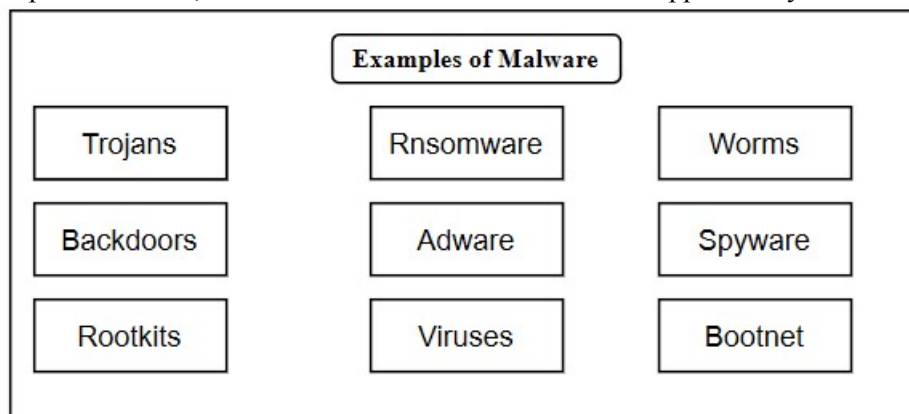 Examples of Malware
Trojans
Rnsomware
Worms
Backdoors
Adware
Spyware
Rootkits
Viruses
Bootnet